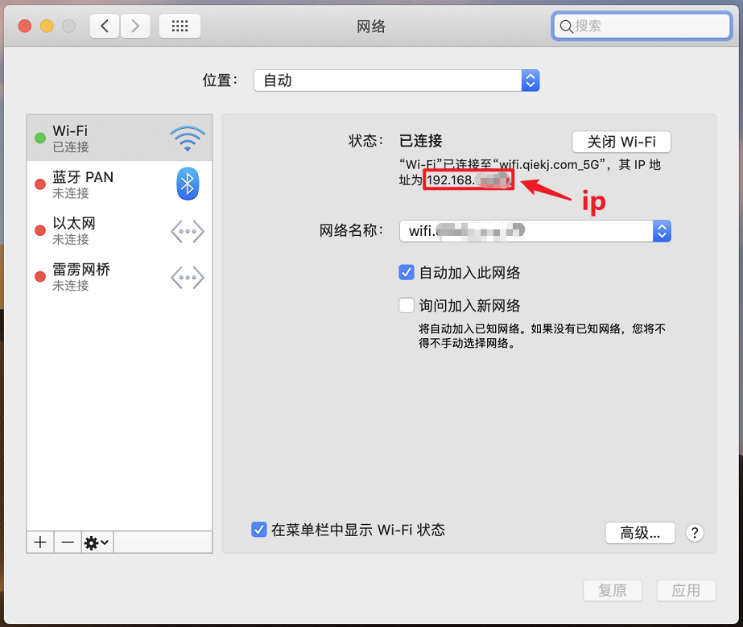 网络
搜索
位置：
自动
Wi-Fi
已连接
蓝牙 PAN
未连接
以太网
未连接
雷雳网桥
未连接
状态：
已连接
关闭 Wi-Fi
“Wi-Fi”已连接至“wifi.qiekj.com_5G”，其 IP 地
址为 192.168.
ip
网络名称：
wifi.
自动加入此网络
询问加入新网络
将自动加入已知网络。如果没有已知网络，您将不
得不手动选择网络。
在菜单栏中显示 Wi-Fi 状态
高级...
?
复原
应用